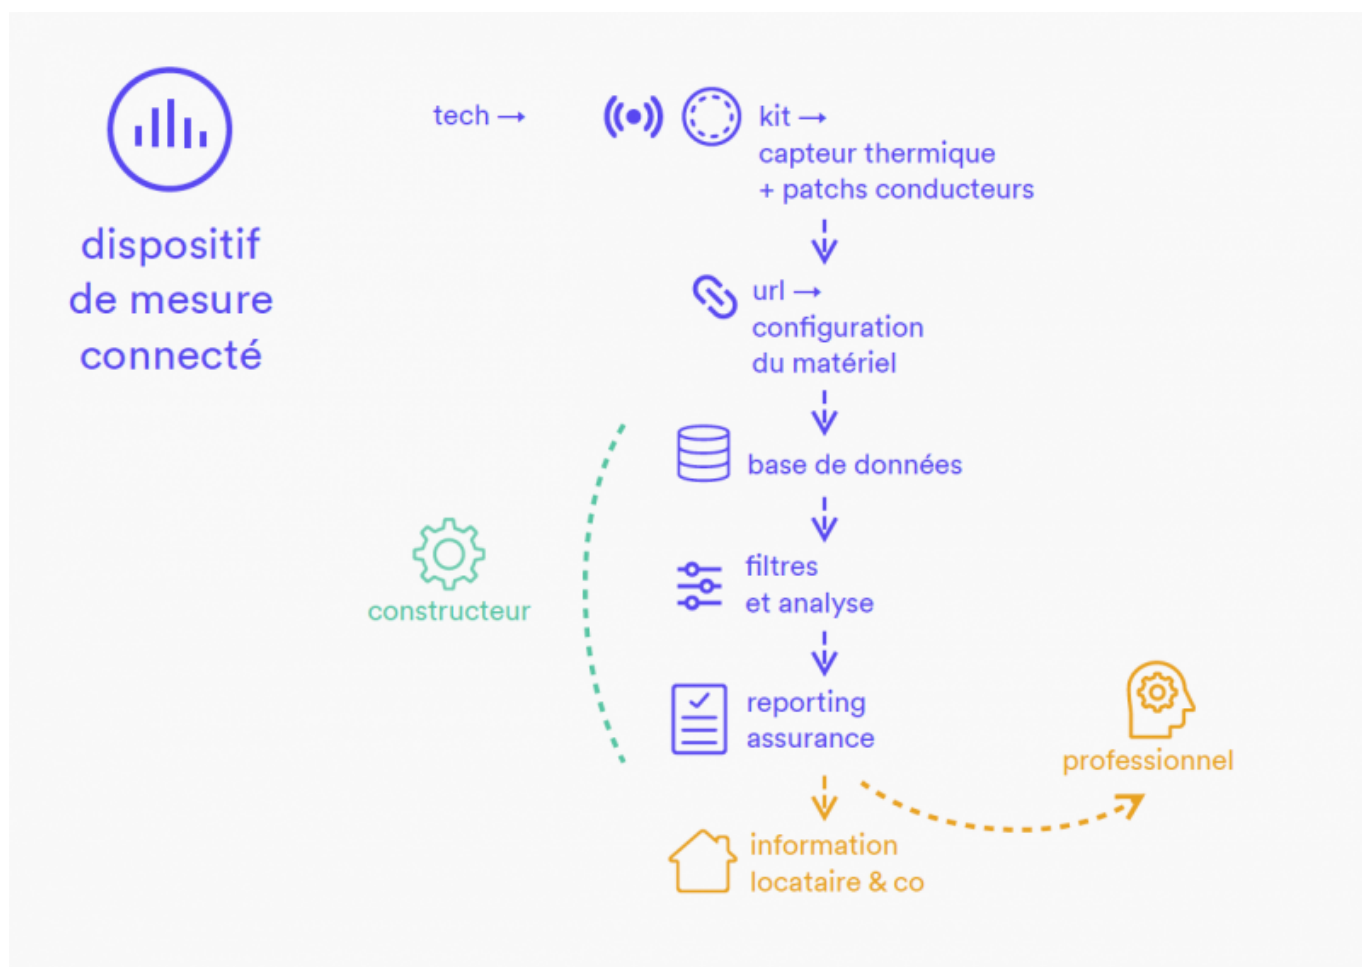 dispositif
de mesure
connecté
tech →
kit →
capteur thermique
+ patchs conducteurs
url →
configuration
du matériel
base de données
filtres
et analyse
constructeur
reporting
assurance
professionnel
information
locataire & co